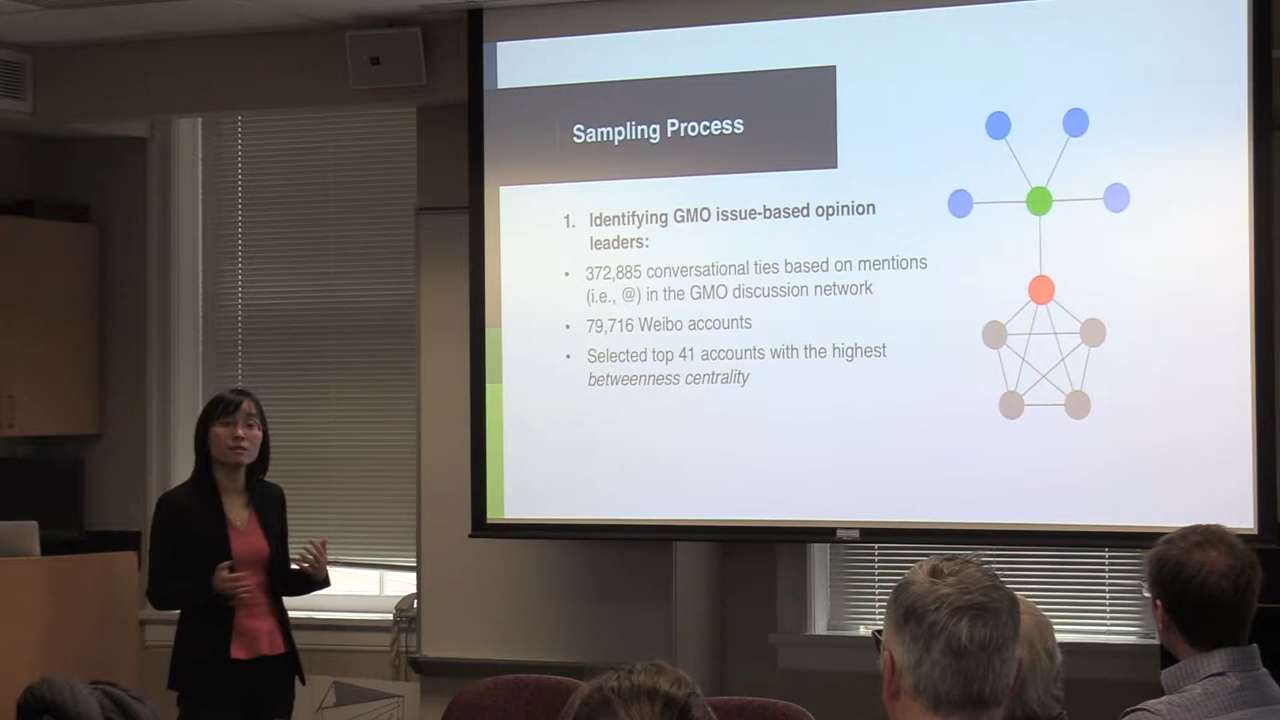 Sampling Process
1. Identifying GMO issue-based opinion
leaders:
• 372,885 conversational ties based on mentions
(i.e., @) in the GMO discussion network
• 79,716 Weibo accounts
• Selected top 41 accounts with the highest
betweenness centrality